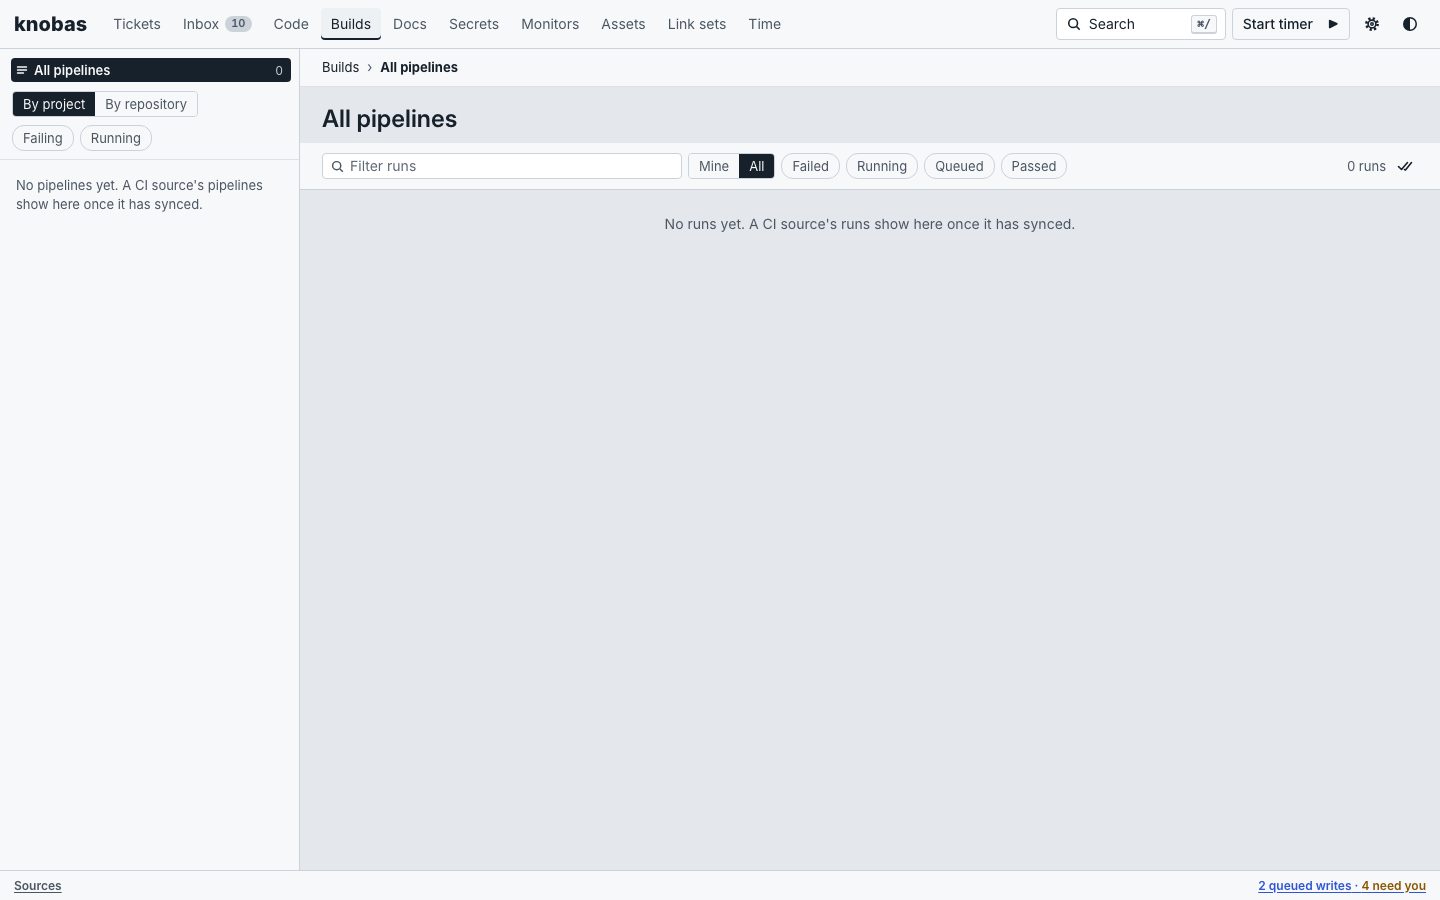 knobas
Tickets
Inbox 10
Code
Builds
Docs
Secrets
Monitors
Assets
Link sets
Time
Search ⌘/
Start timer
All pipelines 0
By project
By repository
Failing
Running
No pipelines yet. A CI source's pipelines
show here once it has synced.
Builds › All pipelines
All pipelines
Filter runs
Mine
All
Failed
Running
Queued
Passed
0 runs
No runs yet. A CI source's runs show here once it has synced.
Sources
2 queued writes · 4 need you